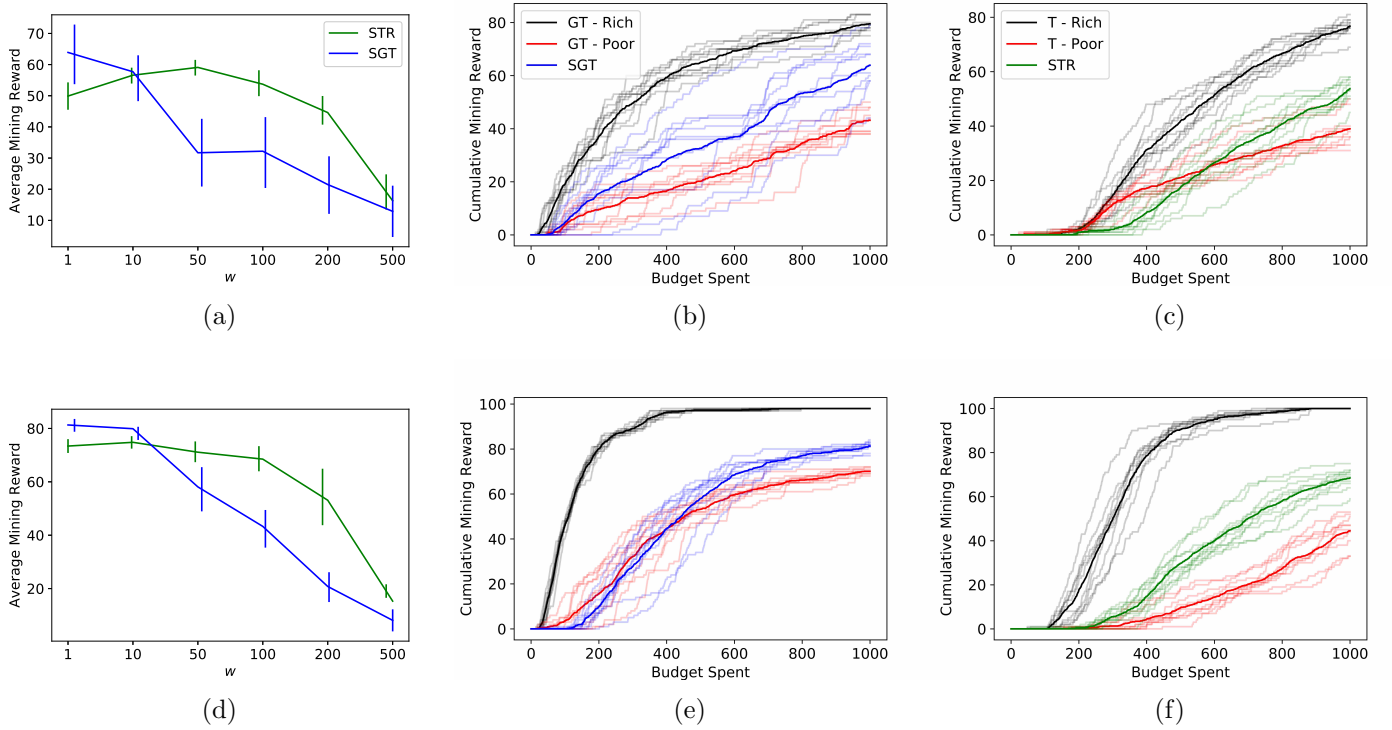 STR
SGT
70
60
50
40
30
20
10
Average Mining Reward
1 10 50 100 200 500
w
(a)
GT - Rich
GT - Poor
SGT
80
60
40
20
0
Cumulative Mining Reward
0 200 400 600 800 1000
Budget Spent
(b)
T - Rich
T - Poor
STR
80
60
40
20
0
Cumulative Mining Reward
0 200 400 600 800 1000
Budget Spent
(c)
80
60
40
20
Average Mining Reward
1 10 50 100 200 500
w
(d)
100
80
60
40
20
0
Cumulative Mining Reward
0 200 400 600 800 1000
Budget Spent
(e)
100
80
60
40
20
0
Cumulative Mining Reward
0 200 400 600 800 1000
Budget Spent
(f)